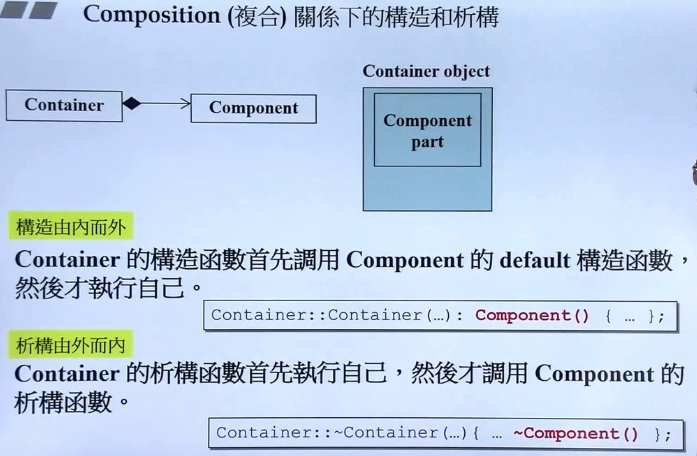 Composition (複合) 關係下的構造和析構
Container
Component
Container object
Component
part
構造由內而外
Container 的構造函數首先調用 Component 的 default 構造函數，
然後才執行自己。
Container::Container(…): Component() { … };
析構由外而內
Container 的析構函數首先執行自己，然後才調用 Component 的
析構函數。
Container::~Container(…){ … ~Component() };